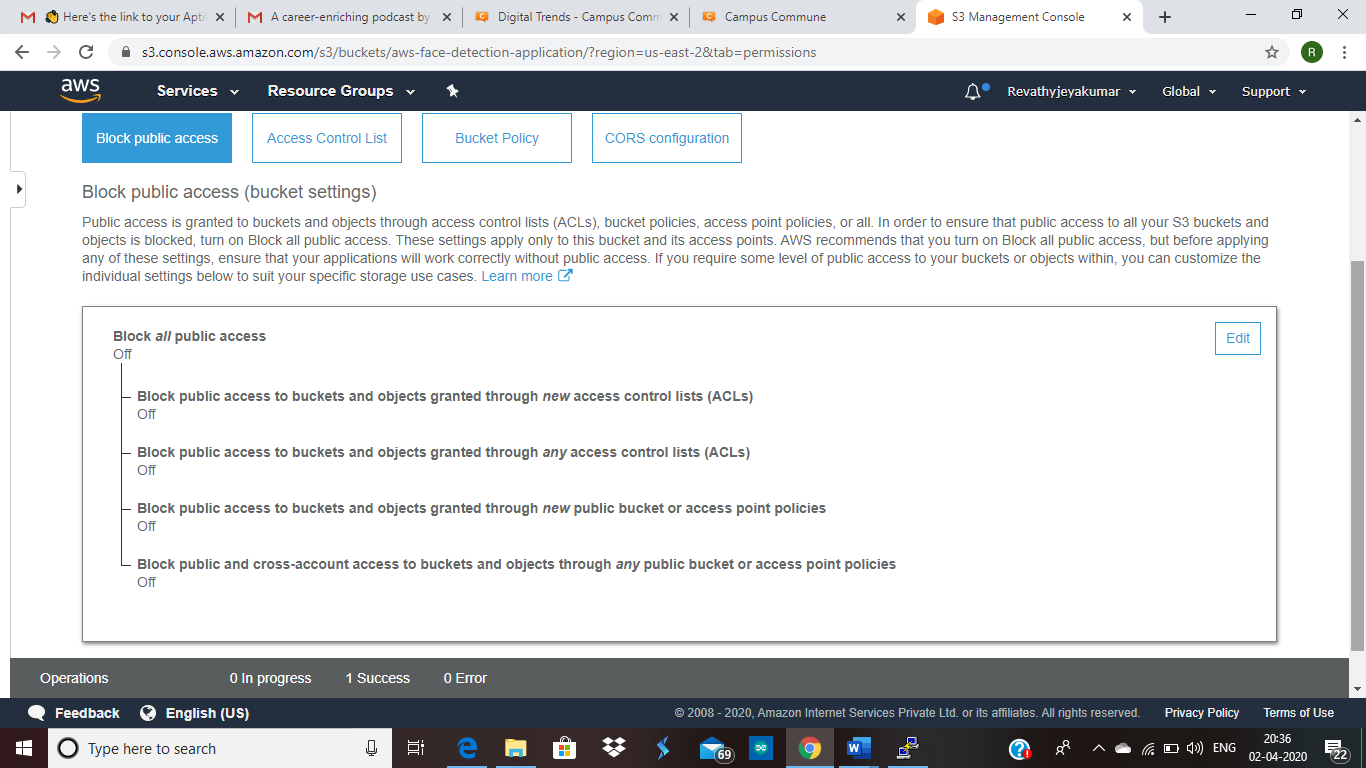 Here's the link to your Apti
A career-enriching podcast by
Digital Trends - Campus Comm
Campus Commune
S3 Management Console
s3.console.aws.amazon.com/s3/buckets/aws-face-detection-application/?region=us-east-2&tab=permissions
R
aws
Services
Resource Groups
Revathyjeyakumar
Global
Support
Block public access
Access Control List
Bucket Policy
CORS configuration
Block public access (bucket settings)
Public access is granted to buckets and objects through access control lists (ACLs), bucket policies, access point policies, or all. In order to ensure that public access to all your S3 buckets and
objects is blocked, turn on Block all public access. These settings apply only to this bucket and its access points. AWS recommends that you turn on Block all public access, but before applying
any of these settings, ensure that your applications will work correctly without public access. If you require some level of public access to your buckets or objects within, you can customize the
individual settings below to suit your specific storage use cases. Learn more
Block all public access
Edit
Off
Block public access to buckets and objects granted through new access control lists (ACLs)
Off
Block public access to buckets and objects granted through any access control lists (ACLs)
Off
Block public access to buckets and objects granted through new public bucket or access point policies
Off
Block public and cross-account access to buckets and objects through any public bucket or access point policies
Off
Operations
0 In progress
1 Success
0 Error
Feedback
English (US)
© 2008 - 2020, Amazon Internet Services Private Ltd. or its affiliates. All rights reserved.
Privacy Policy
Terms of Use
Type here to search
69
ENG
20:36
02-04-2020
22